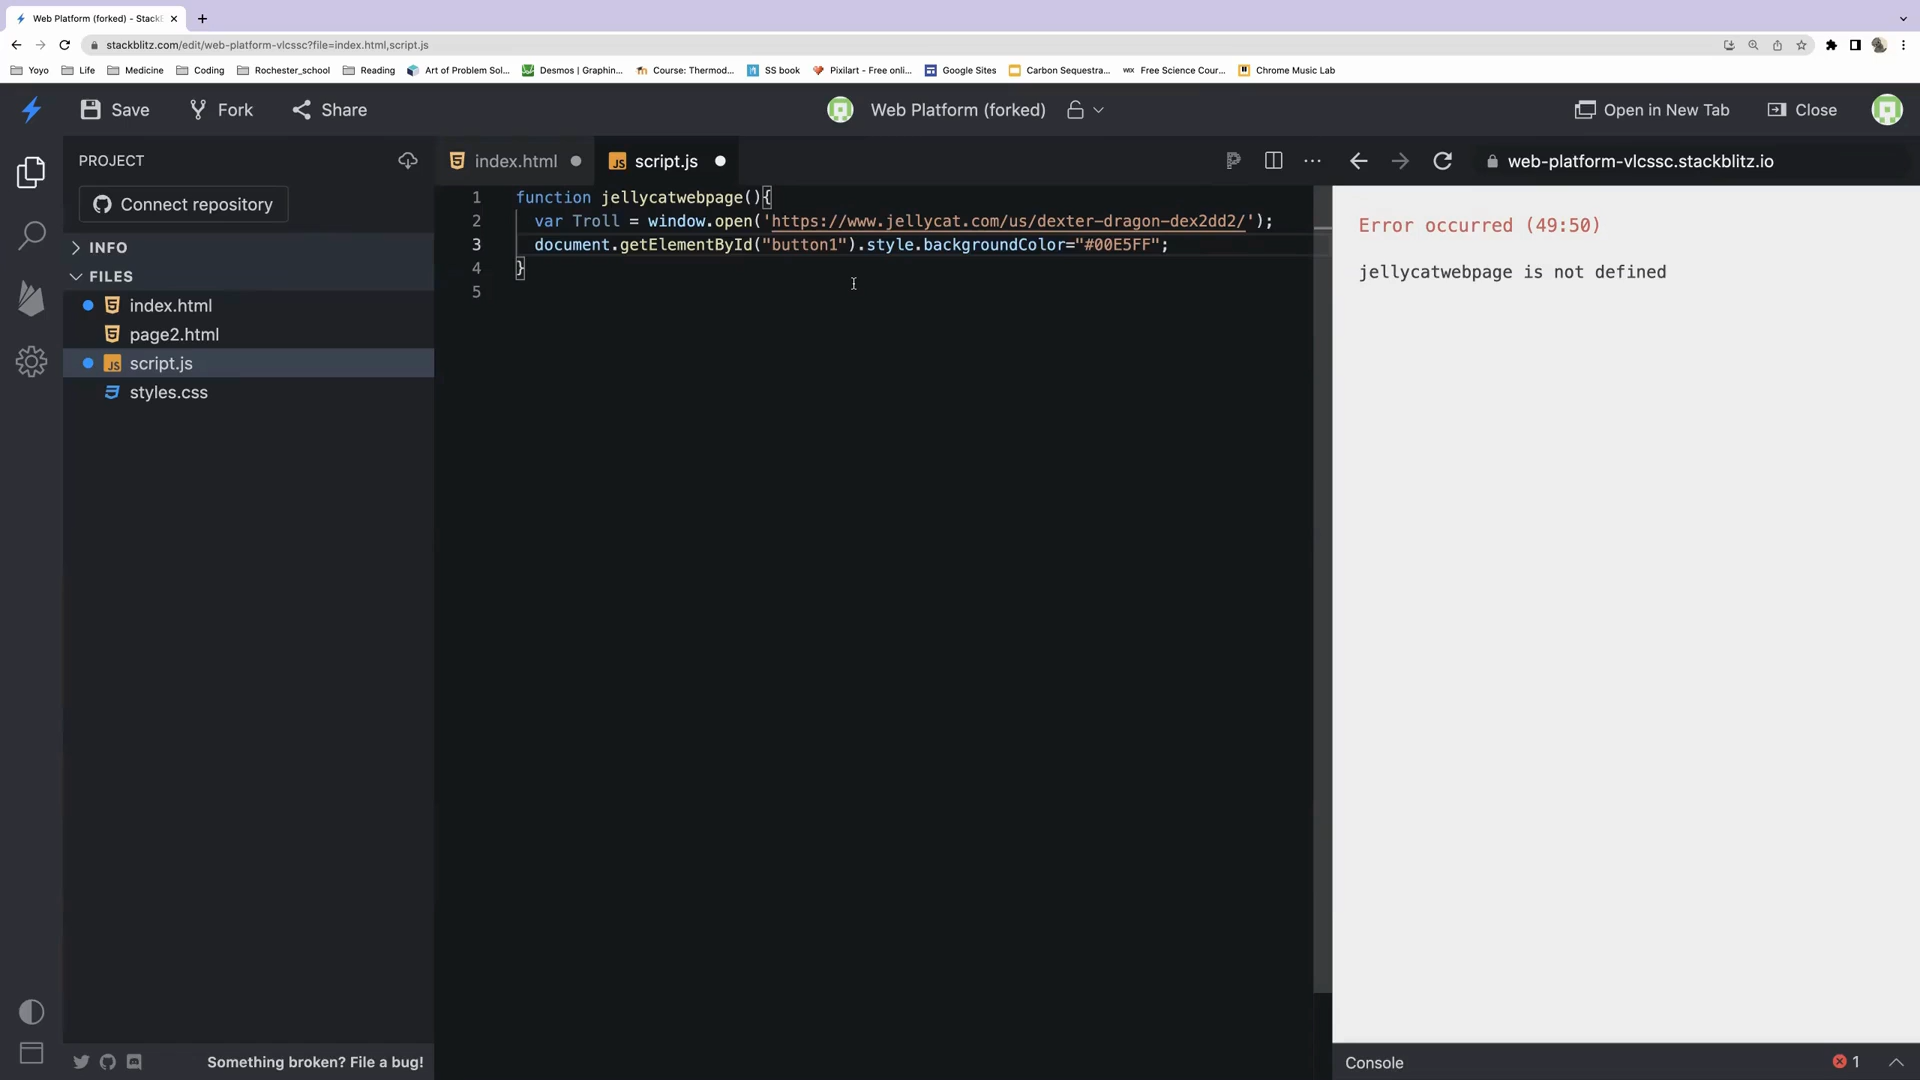 Web Platform (forked) - StackB
stackblitz.com/edit/web-platform-vlcssc?file=index.html,script.js
Yoyo
Life
Medicine
Coding
Rochester_school
Reading
Art of Problem Sol...
Desmos | Graphin...
Course: Thermod...
SS book
Pixilart - Free onli...
Google Sites
Carbon Sequestra...
WIX Free Science Cour...
Chrome Music Lab
Save
Fork
Share
Web Platform (forked)
Open in New Tab
Close
PROJECT
Connect repository
INFO
FILES
index.html
page2.html
JS script.js
styles.css
index.html
JS script.js
web-platform-vlcssc.stackblitz.io
1 function jellycatwebpage(){
2 var Troll = window.open('https://www.jellycat.com/us/dexter-dragon-dex2dd2/');
3 document.getElementById("button1").style.backgroundColor="#00E5FF";
4 }
5
Error occurred (49:50)
jellycatwebpage is not defined
Something broken? File a bug!
Console
1